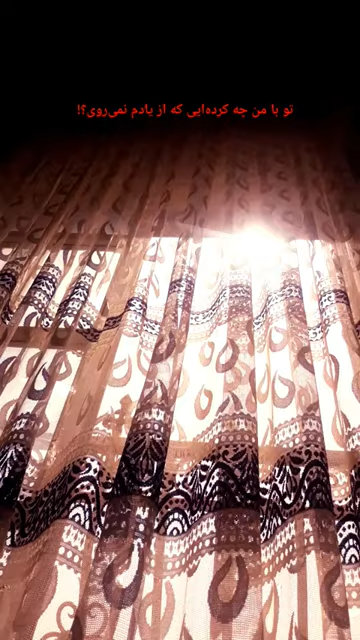 تو با من چه کرده‌ایی که از یادم نمی‌روی؟!